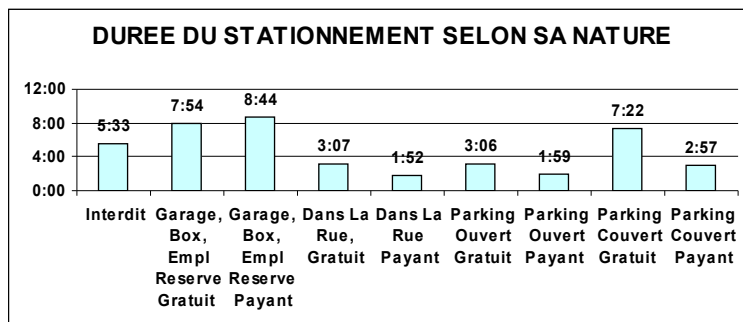 DUREE DU STATIONNEMENT SELON SA NATURE
12:00
8:00
4:00
0:00
5:33
7:54
8:44
3:07
1:52
3:06
1:59
7:22
2:57
Interdit
Garage,
Box,
Empl
Reserve
Gratuit
Garage,
Box,
Empl
Reserve
Payant
Dans La
Rue,
Gratuit
Dans La
Rue
Payant
Parking
Ouvert
Gratuit
Parking
Ouvert
Payant
Parking
Couvert
Gratuit
Parking
Couvert
Payant